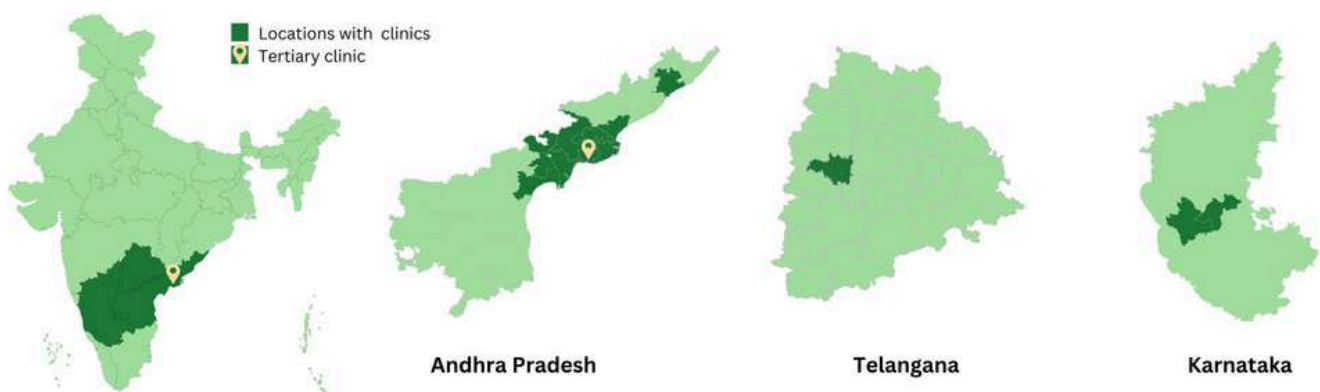 Locations with clinics
Tertiary clinic
Andhra Pradesh
Telangana
Karnataka